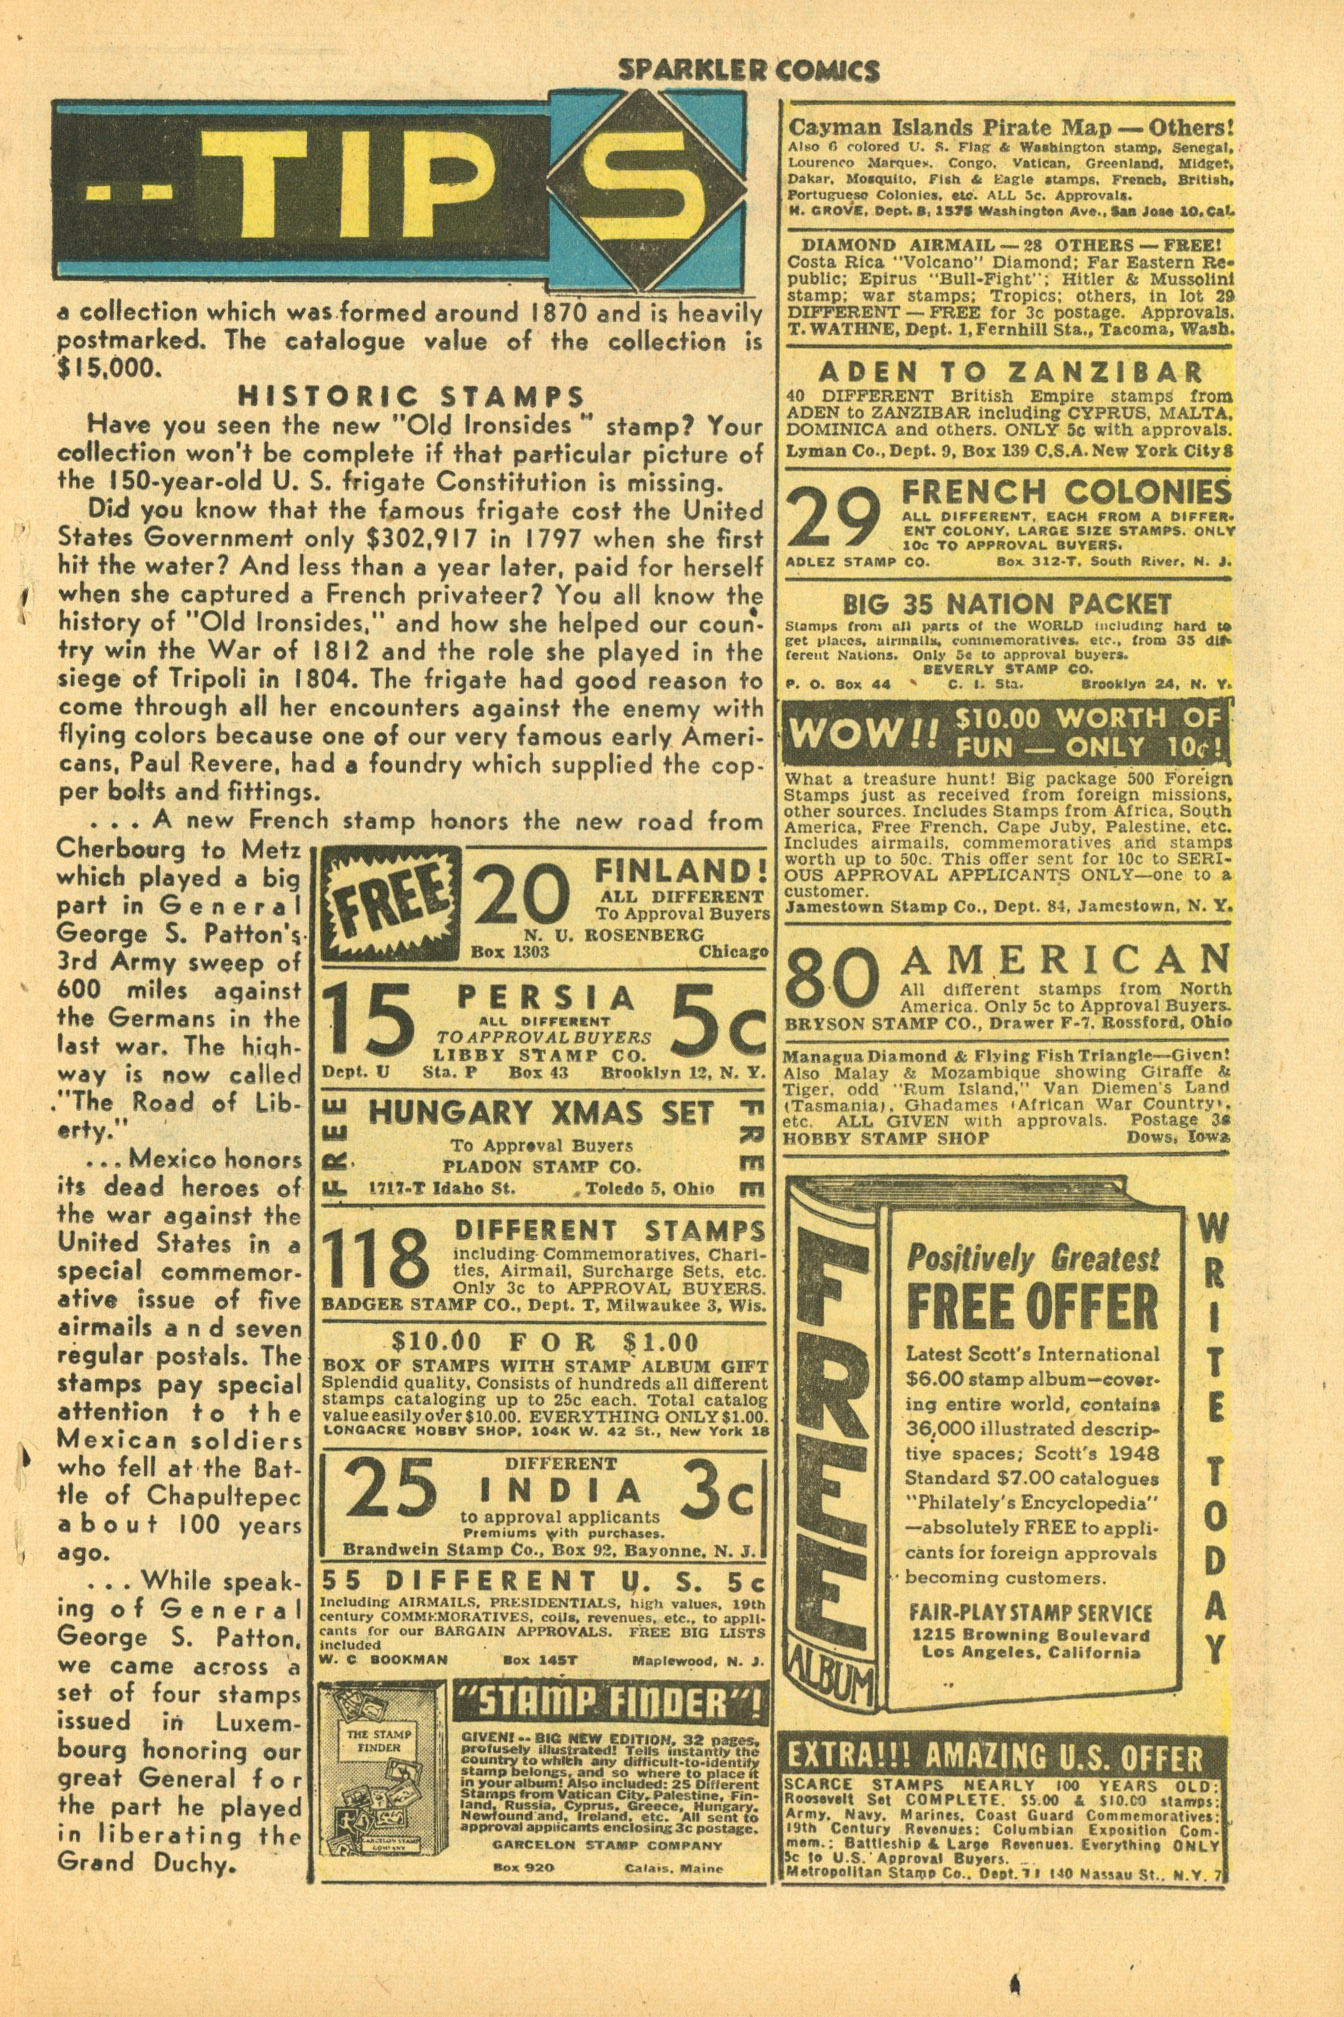 SPARKLER COMICS
--TIPS
a collection which was formed around 1870 and is heavily
postmarked. The catalogue value of the collection is
$15,000.
HISTORIC STAMPS
Have you seen the new "Old Ironsides" stamp? Your
collection won't be complete if that particular picture of
the 150-year-old U. S. frigate Constitution is missing.
Did you know that the famous frigate cost the United
States Government only $302,917 in 1797 when she first
hit the water? And less than a year later, paid for herself
when she captured a French privateer? You all know the
history of "Old Ironsides," and how she helped our coun-
try win the War of 1812 and the role she played in the
siege of Tripoli in 1804. The frigate had good reason to
come through all her encounters against the enemy with
flying colors because one of our very famous early Ameri-
cans, Paul Revere, had a foundry which supplied the cop-
per bolts and fittings.
. . . A new French stamp honors the new road from
Cherbourg to Metz
which played a big
part in General
George S. Patton's
3rd Army sweep of
600 miles against
the Germans in the
last war. The high-
way is now called
"The Road of Lib-
erty."
. . . Mexico honors
its dead heroes of
the war against the
United States in a
special commemor-
ative issue of five
airmails and seven
regular postals. The
stamps pay special
attention to the
Mexican soldiers
who fell at the Bat-
tle of Chapultepec
about 100 years
ago.
. . . While speak-
ing of General
George S. Patton,
we came across a
set of four stamps
issued in Luxem-
bourg honoring our
great General for
the part he played
in liberating the
Grand Duchy.
FREE
20 FINLAND!
ALL DIFFERENT
To Approval Buyers
N. U. ROSENBERG
Box 1303 Chicago
15 PERSIA 5c
ALL DIFFERENT
TO APPROVAL BUYERS
LIBBY STAMP CO.
Dept. U Sta. P Box 43 Brooklyn 12, N. Y.
FREE HUNGARY XMAS SET FREE
To Approval Buyers
PLADON STAMP CO.
1717-T Idaho St. Toledo 5, Ohio
118 DIFFERENT STAMPS
including Commemoratives, Chari-
ties, Airmail, Surcharge Sets, etc.
Only 3c to APPROVAL BUYERS.
BADGER STAMP CO., Dept. T, Milwaukee 3, Wis.
$10.00 FOR $1.00
BOX OF STAMPS WITH STAMP ALBUM GIFT
Splendid quality, Consists of hundreds all different
stamps cataloging up to 25c each. Total catalog
value easily over $10.00. EVERYTHING ONLY $1.00.
LONGACRE HOBBY SHOP, 104K W. 42 St., New York 18
25 DIFFERENT
INDIA 3c
to approval applicants
Premiums with purchases.
Brandwein Stamp Co., Box 92, Bayonne, N. J.
55 DIFFERENT U. S. 5c
Including AIRMAILS, PRESIDENTIALS, high values, 19th
century COMMEMORATIVES, coils, revenues, etc., to appli-
cants for our BARGAIN APPROVALS. FREE BIG LISTS
included
W. C BOOKMAN Box 145T Maplewood, N. J.
THE STAMP
FINDER
GARCELON STAMP
COMPANY
"STAMP FINDER"!
GIVEN! -- BIG NEW EDITION, 32 pages,
profusely illustrated! Tells instantly the
country to which any difficult-to-identify
stamp belongs, and so where to place it
in your album! Also included: 25 Different
Stamps from Vatican City, Palestine, Fin-
land, Russia, Cyprus, Greece, Hungary,
Newfound and, Ireland, etc. All sent to
approval applicants enclosing 3c postage.
GARCELON STAMP COMPANY
Box 920 Calais, Maine
Cayman Islands Pirate Map — Others!
Also 6 colored U. S. Flag & Washington stamp, Senegal,
Lourenco Marques, Congo, Vatican, Greenland, Midget,
Dakar, Mosquito, Fish & Eagle stamps, French, British,
Portuguese Colonies, etc. ALL 5c. Approvals.
H. GROVE, Dept. B, 1575 Washington Ave., San Jose 10, Cal.
DIAMOND AIRMAIL — 28 OTHERS — FREE!
Costa Rica "Volcano" Diamond; Far Eastern Re-
public; Epirus "Bull-Fight"; Hitler & Mussolini
stamp; war stamps; Tropics; others, in lot 29
DIFFERENT — FREE for 3c postage. Approvals.
T. WATHNE, Dept. 1, Fernhill Sta., Tacoma, Wash.
ADEN TO ZANZIBAR
40 DIFFERENT British Empire stamps from
ADEN to ZANZIBAR including CYPRUS, MALTA,
DOMINICA and others. ONLY 5c with approvals.
Lyman Co., Dept. 9, Box 139 C.S.A. New York City 8
29 FRENCH COLONIES
ALL DIFFERENT, EACH FROM A DIFFER-
ENT COLONY, LARGE SIZE STAMPS. ONLY
10c TO APPROVAL BUYERS.
ADLEZ STAMP CO. Box 312-T, South River, N. J.
BIG 35 NATION PACKET
Stamps from all parts of the WORLD including hard to
get places, airmails, commemoratives, etc., from 35 dif-
ferent Nations. Only 5c to approval buyers.
BEVERLY STAMP CO.
P. O. Box 44 C. I. Sta. Brooklyn 24, N. Y.
WOW!! $10.00 WORTH OF
FUN — ONLY 10¢!
What a treasure hunt! Big package 500 Foreign
Stamps just as received from foreign missions,
other sources. Includes Stamps from Africa, South
America, Free French, Cape Juby, Palestine, etc.
Includes airmails, commemoratives and stamps
worth up to 50c. This offer sent for 10c to SERI-
OUS APPROVAL APPLICANTS ONLY—one to a
customer.
Jamestown Stamp Co., Dept. 84, Jamestown, N. Y.
80 AMERICAN
All different stamps from North
America. Only 5c to Approval Buyers.
BRYSON STAMP CO., Drawer F-7, Rossford, Ohio
Managua Diamond & Flying Fish Triangle—Given!
Also Malay & Mozambique showing Giraffe &
Tiger, odd "Rum Island," Van Diemen's Land
(Tasmania), Ghadames (African War Country),
etc. ALL GIVEN with approvals. Postage 3c
HOBBY STAMP SHOP Dows, Iowa
FREE
ALBUM
Positively Greatest
FREE OFFER
Latest Scott's International
$6.00 stamp album—cover-
ing entire world, contains
36,000 illustrated descrip-
tive spaces; Scott's 1948
Standard $7.00 catalogues
"Philately's Encyclopedia"
—absolutely FREE to appli-
cants for foreign approvals
becoming customers.
FAIR-PLAY STAMP SERVICE
1215 Browning Boulevard
Los Angeles, California
WRITE TODAY
EXTRA!!! AMAZING U.S. OFFER
SCARCE STAMPS NEARLY 100 YEARS OLD;
Roosevelt Set COMPLETE, $5.00 & $10.00 stamps;
Army, Navy, Marines, Coast Guard Commemoratives;
19th Century Revenues; Columbian Exposition Com-
mem.; Battleship & Large Revenues. Everything ONLY
5c to U.S. Approval Buyers.
Metropolitan Stamp Co., Dept. 71 140 Nassau St., N.Y. 7